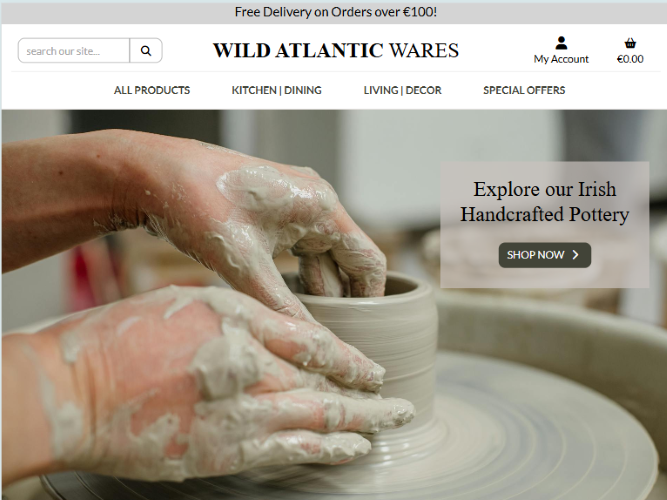 Free Delivery on Orders over €100!
search our site...
WILD ATLANTIC WARES
My Account
€0.00
ALL PRODUCTS
KITCHEN | DINING
LIVING | DECOR
SPECIAL OFFERS
Explore our Irish
Handcrafted Pottery
SHOP NOW